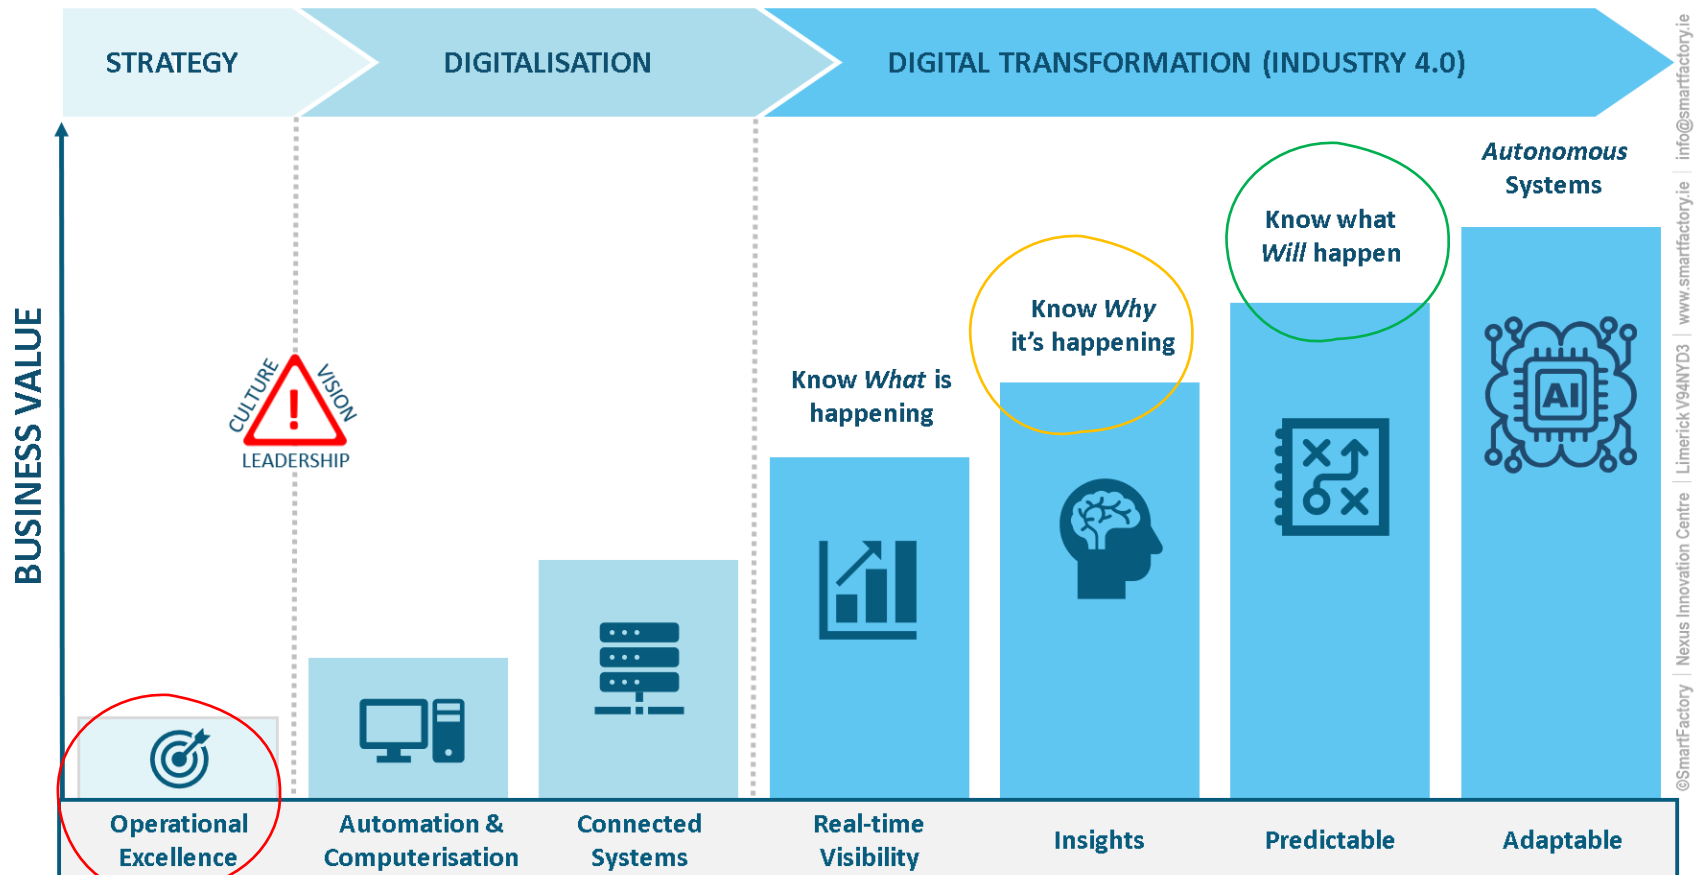 STRATEGY
DIGITALISATION
DIGITAL TRANSFORMATION (INDUSTRY 4.0)
BUSINESS VALUE
CULTURE
VISION
!
LEADERSHIP
Know What is
happening
Know Why
it's happening
Know what
Will happen
Autonomous
Systems
AI
Operational
Excellence
Automation &
Computerisation
Connected
Systems
Real-time
Visibility
Insights
Predictable
Adaptable
©SmartFactory | Nexus Innovation Centre | Limerick V94NYD3 | www.smartfactory.ie | info@smartfactory.ie